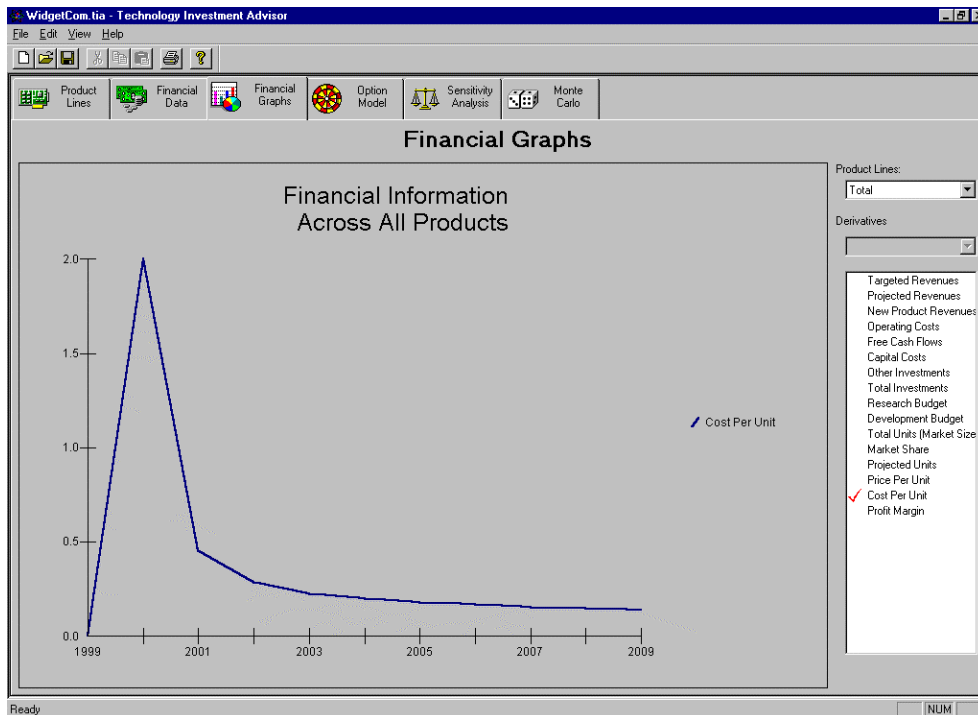 WidgetCom.tia - Technology Investment Advisor
File Edit View Help
Product Lines
Financial Data
Financial Graphs
Option Model
Sensitivity Analysis
Monte Carlo
Financial Graphs
Financial Information
Across All Products
2.0
1.5
1.0
0.5
0.0
1999 2001 2003 2005 2007 2009
Cost Per Unit
Product Lines:
Total
Derivatives
Targeted Revenues
Projected Revenues
New Product Revenues
Operating Costs
Free Cash Flows
Capital Costs
Other Investments
Total Investments
Research Budget
Development Budget
Total Units (Market Size
Market Share
Projected Units
Price Per Unit
Cost Per Unit
Profit Margin
Ready
NUM